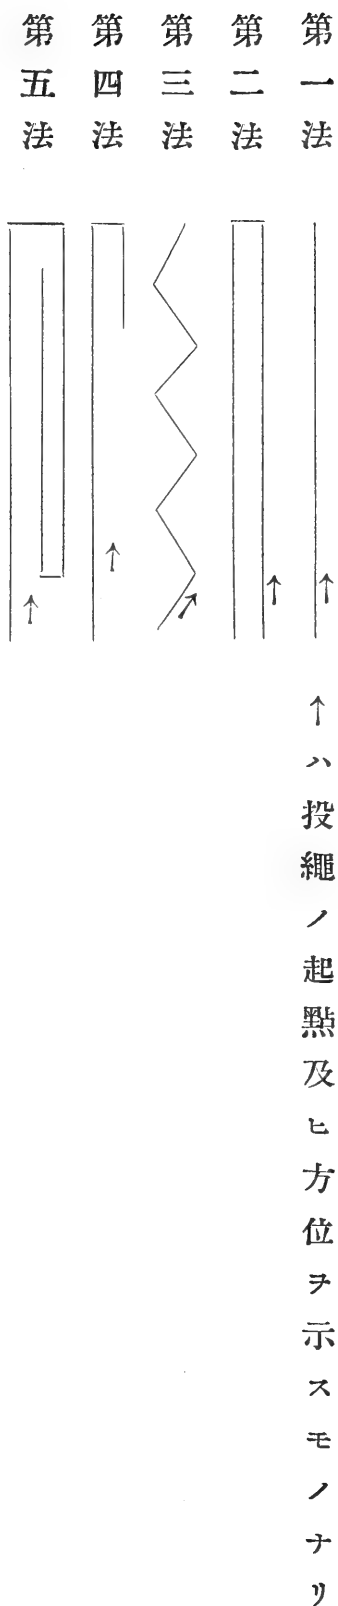 第一法
↑ハ投繩ノ起點及ヒ方位ヲ示スモノナリ
第二法
第三法
第四法
第五法